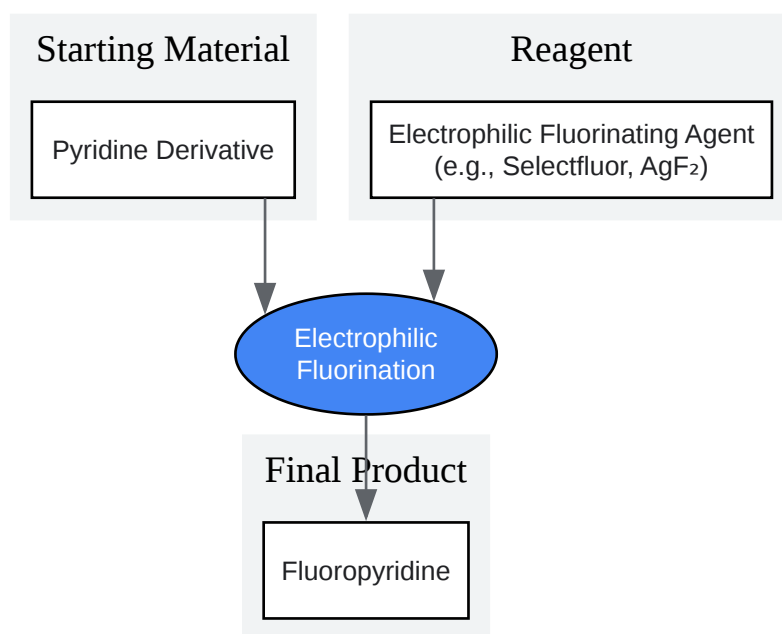 Starting Material
Reagent
Pyridine Derivative
Electrophilic Fluorinating Agent
(e.g., Selectfluor, AgF₂)
Electrophilic
Fluorination
Final Product
Fluoropyridine